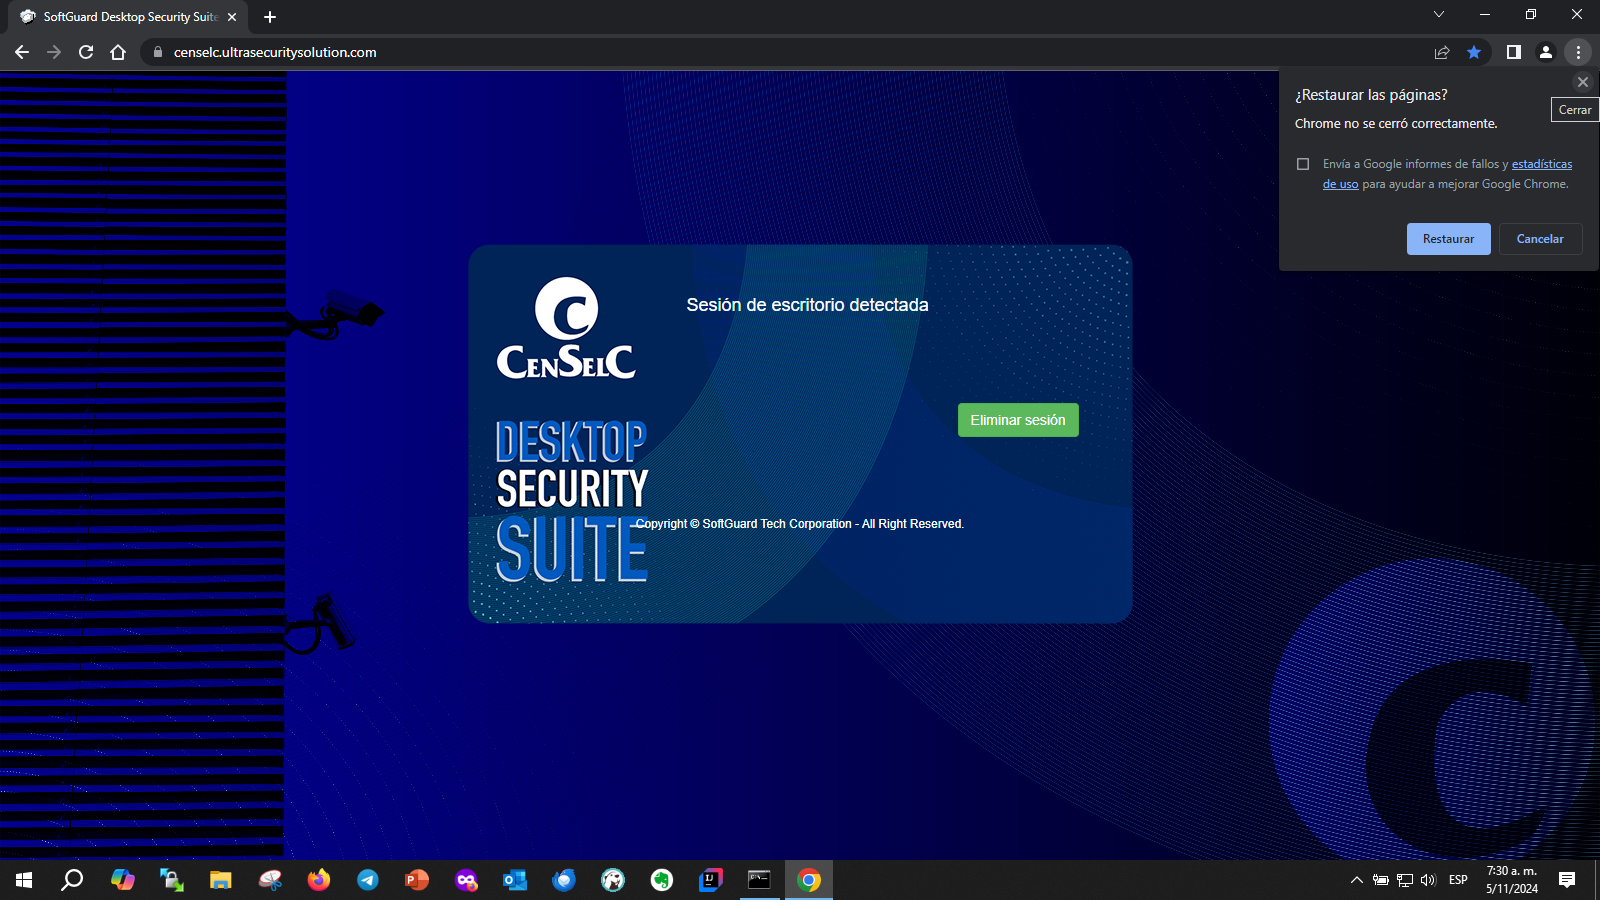 SoftGuard Desktop Security Suite
censelc.ultrasecuritysolution.com
¿Restaurar las páginas?
Cerrar
Chrome no se cerró correctamente.
Envía a Google informes de fallos y estadísticas
de uso para ayudar a mejorar Google Chrome.
Restaurar
Cancelar
C
CENSELC
Sesión de escritorio detectada
Eliminar sesión
DESKTOP
SECURITY
SUITE
Copyright © SoftGuard Tech Corporation - All Right Reserved.
C
ESP
7:30 a. m.
5/11/2024